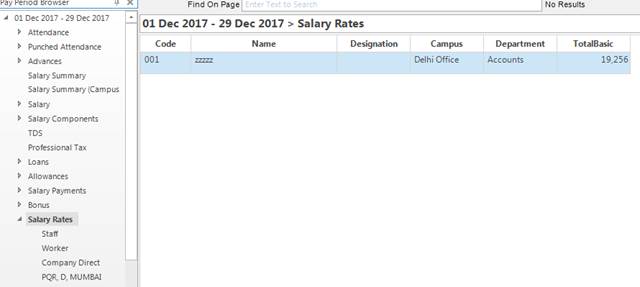 Pay Period Browser
Find On Page Enter Text to Search No Results
01 Dec 2017 - 29 Dec 2017
Attendance
Punched Attendance
Advances
Salary Summary
Salary Summary (Campus
Salary
Salary Components
TDS
Professional Tax
Loans
Allowances
Salary Payments
Bonus
Salary Rates
Staff
Worker
Company Direct
PQR, D, MUMBAI
01 Dec 2017 - 29 Dec 2017 > Salary Rates
Code Name Designation Campus Department TotalBasic
001 zzzzz Delhi Office Accounts 19,256